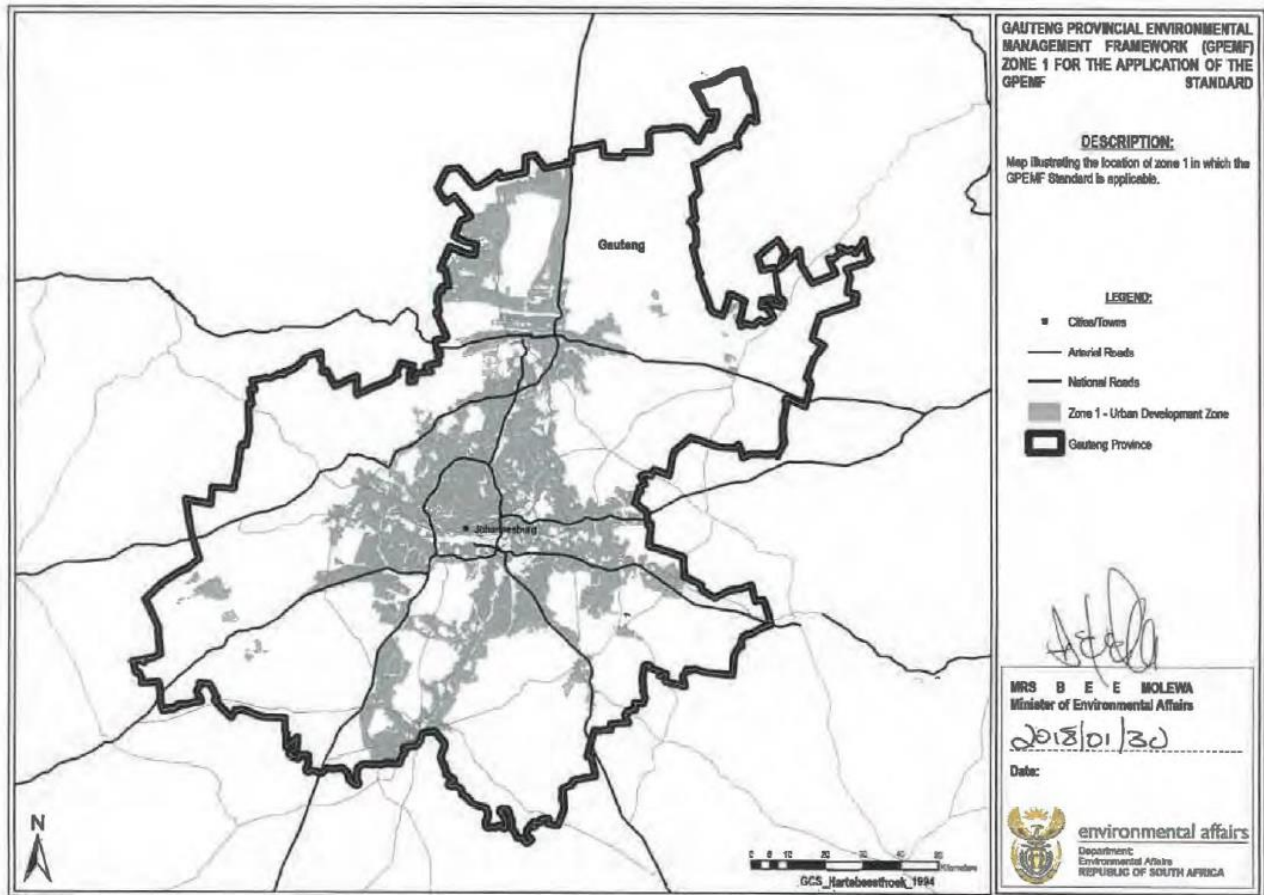 GAUTENG PROVINCIAL ENVIRONMENTAL
MANAGEMENT FRAMEWORK (GPEMF)
ZONE 1 FOR THE APPLICATION OF THE
GPEMF STANDARD
DESCRIPTION:
Map illustrating the location of zone 1 in which the
GPEMF Standard is applicable.
Gauteng
Johannesburg
LEGEND:
Cities/Towns
Arterial Roads
National Roads
Zone 1 - Urban Development Zone
Gauteng Province
MRS B E E MOLEWA
Minister of Environmental Affairs
2018/01/30
Date:
environmental affairs
Department:
Environmental Affairs
REPUBLIC OF SOUTH AFRICA
N
Kilometers
GCS_Hartebeesthoek_1994